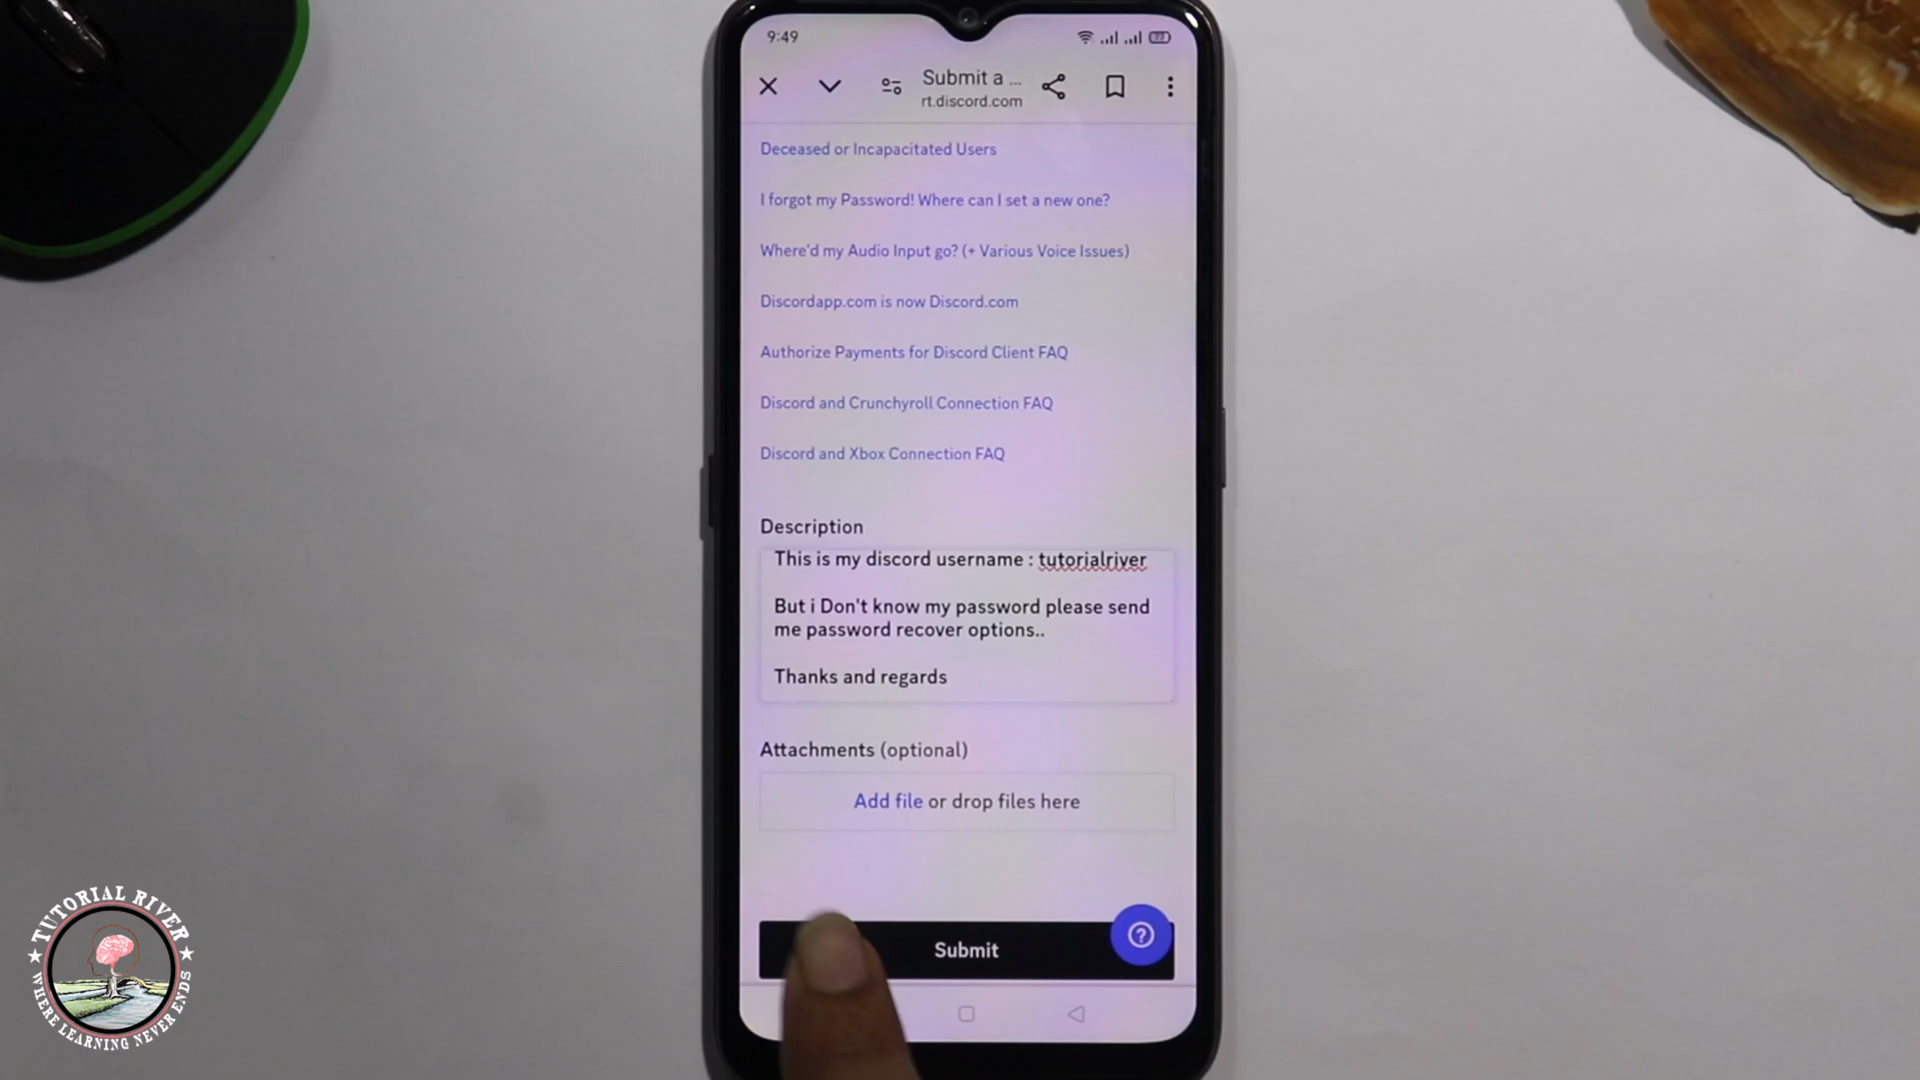 9:49
77
Submit a ...
rt.discord.com
Deceased or Incapacitated Users
I forgot my Password! Where can I set a new one?
Where'd my Audio Input go? (+ Various Voice Issues)
Discordapp.com is now Discord.com
Authorize Payments for Discord Client FAQ
Discord and Crunchyroll Connection FAQ
Discord and Xbox Connection FAQ
Description
This is my discord username : tutorialriver
But i Don't know my password please send
me password recover options..
Thanks and regards
Attachments (optional)
Add file or drop files here
Submit
TUTORIAL RIVER
WHERE LEARNING NEVER ENDS